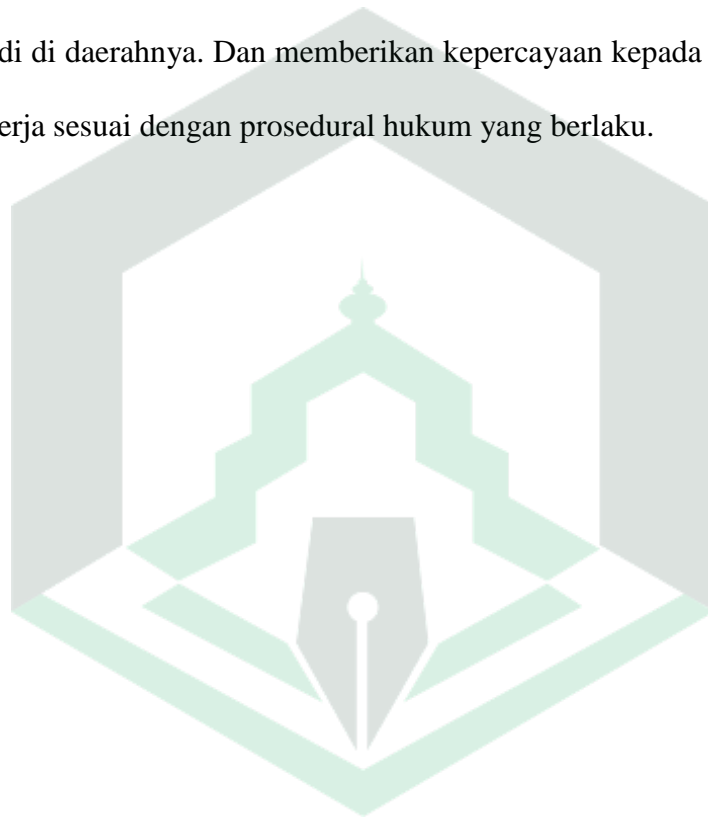 di di daerahnya. Dan memberikan kepercayaan kepada
erja sesuai dengan prosedural hukum yang berlaku.